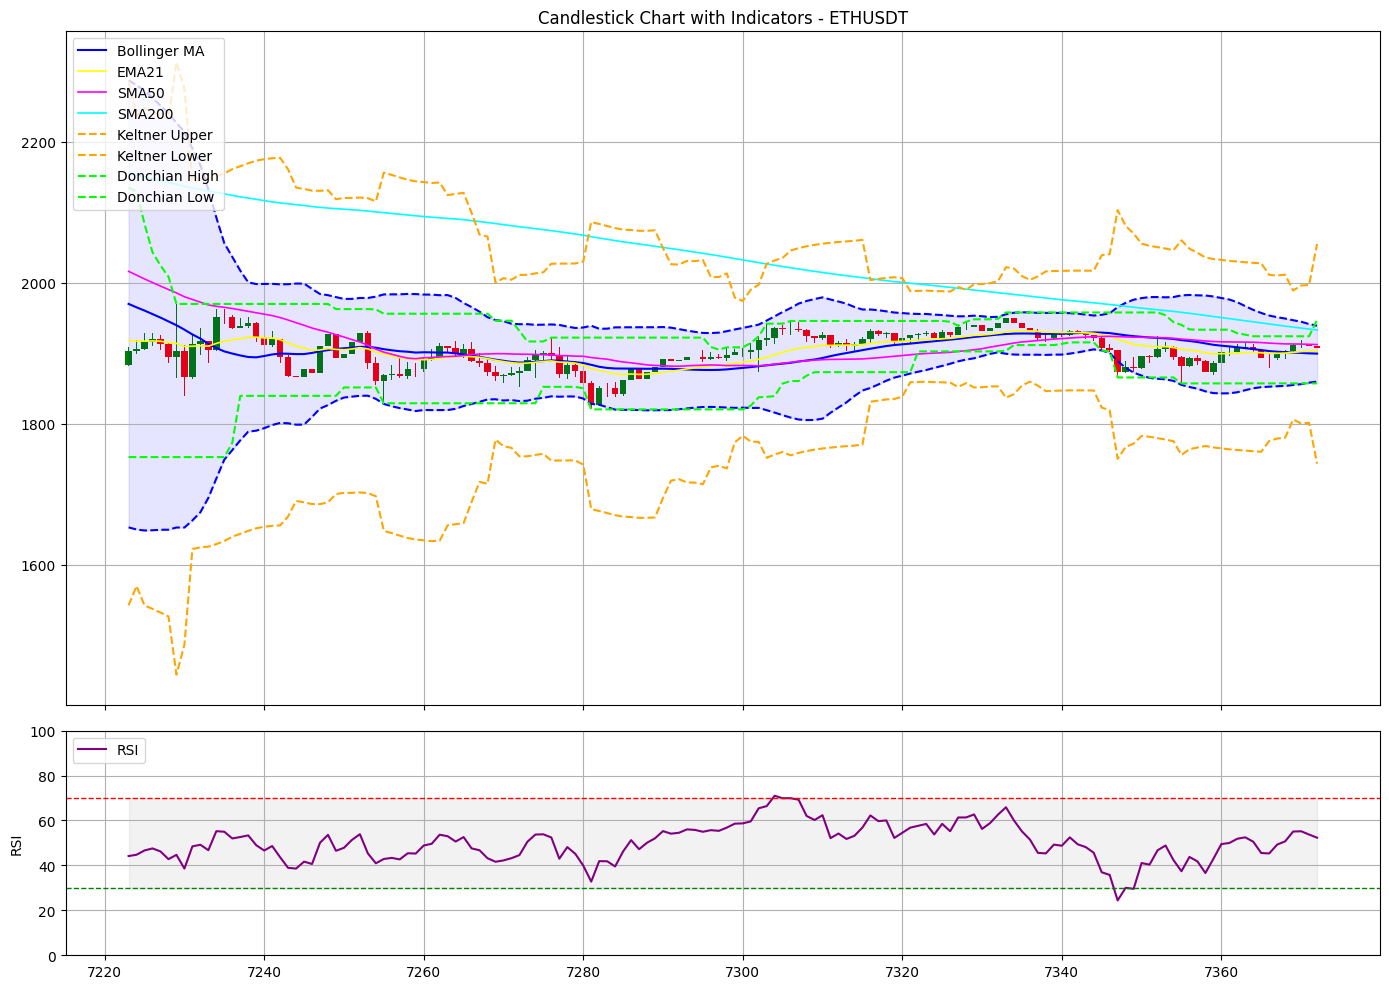 Candlestick Chart with Indicators - ETHUSDT
Bollinger MA
EMA21
SMA50
SMA200
Keltner Upper
Keltner Lower
Donchian High
Donchian Low
2200
2000
1800
1600
RSI
100
80
60
40
20
0
RSI
7220
7240
7260
7280
7300
7320
7340
7360